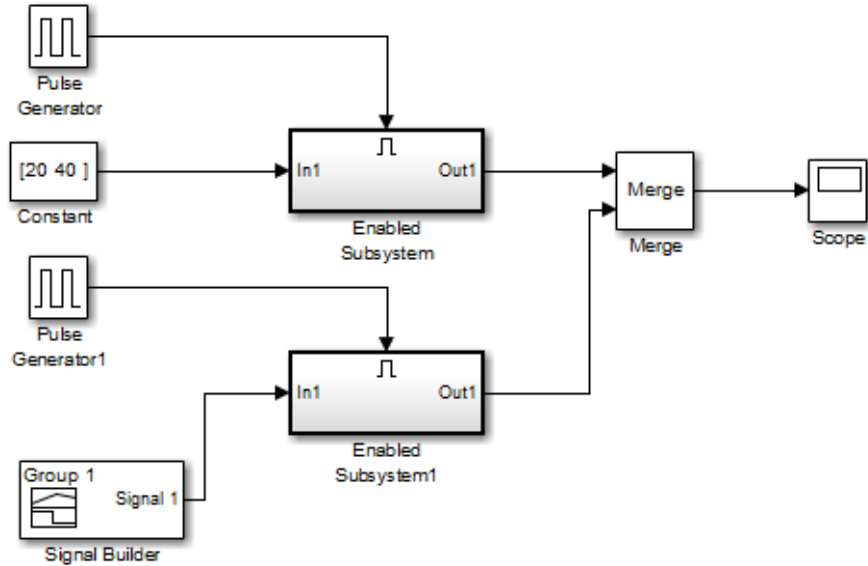 Pulse
Generator
[20 40 ]
Constant
In1
Out1
Enabled
Subsystem
Merge
Merge
Scope
Pulse
Generator1
In1
Out1
Enabled
Subsystem1
Group 1
Signal 1
Signal Builder